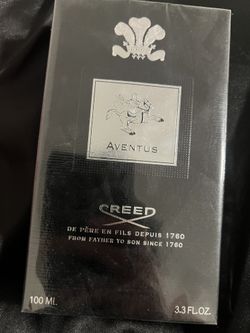 AVENTUS
CREED
DE PÈRE EN FILS DEPUIS 1760
FROM FATHER TO SON SINCE 1760
100 ML 3.3 FL.OZ.